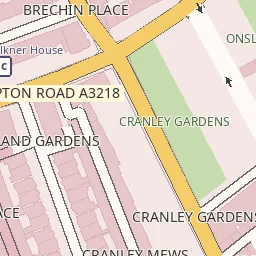 BRECHIN PLACE
lkner House
ONSL
c
PTON ROAD A3218
CRANLEY GARDENS
LAND GARDENS
ACE
CRANLEY GARDENS
CRANLEY MEWS